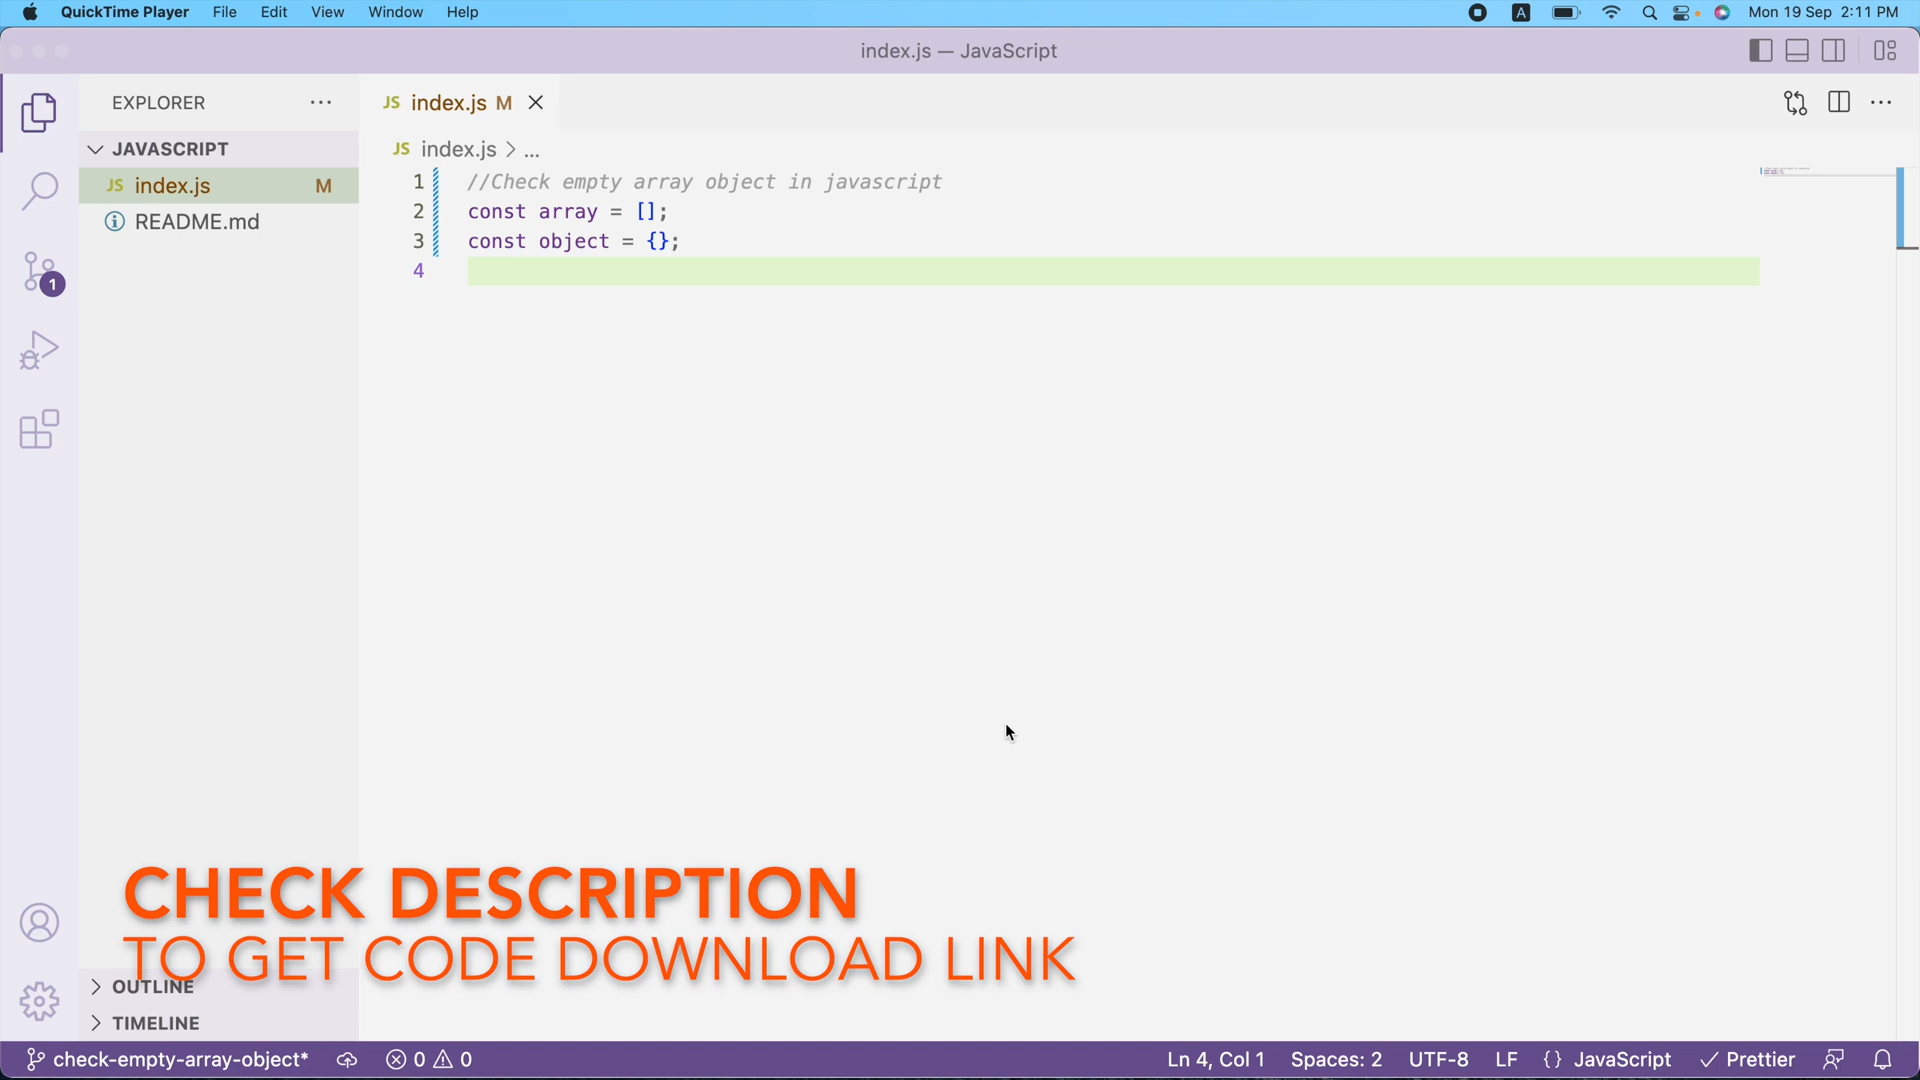 QuickTime Player File Edit View Window Help A Mon 19 Sep 2:11 PM
index.js — JavaScript
EXPLORER ···
JS index.js M
JAVASCRIPT
JS index.js M
README.md
JS index.js > ...
1 //Check empty array object in javascript
2 const array = [];
3 const object = {};
4
1
CHECK DESCRIPTION
TO GET CODE DOWNLOAD LINK
OUTLINE
TIMELINE
check-empty-array-object* 0 0 Ln 4, Col 1 Spaces: 2 UTF-8 LF {} JavaScript Prettier